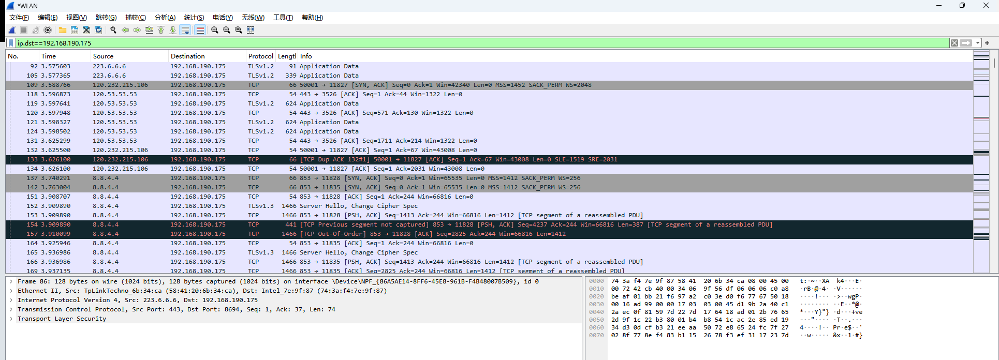 *WLAN
文件(F) 编辑(E) 视图(V) 跳转(G) 捕获(C) 分析(A) 统计(S) 电话(Y) 无线(W) 工具(T) 帮助(H)
ip.dst==192.168.190.175
No. Time Source Destination Protocol Lengtl Info
92 3.575603 223.6.6.6 192.168.190.175 TLSv1.2 91 Application Data
105 3.577365 223.6.6.6 192.168.190.175 TLSv1.2 339 Application Data
109 3.588766 120.232.215.106 192.168.190.175 TCP 66 50001 → 11827 [SYN, ACK] Seq=0 Ack=1 Win=42340 Len=0 MSS=1452 SACK_PERM WS=2048
118 3.596873 120.53.53.53 192.168.190.175 TCP 54 443 → 3526 [ACK] Seq=1 Ack=44 Win=1322 Len=0
119 3.597641 120.53.53.53 192.168.190.175 TLSv1.2 624 Application Data
120 3.597948 120.53.53.53 192.168.190.175 TCP 54 443 → 3526 [ACK] Seq=571 Ack=130 Win=1322 Len=0
121 3.598327 120.53.53.53 192.168.190.175 TLSv1.2 624 Application Data
124 3.598502 120.53.53.53 192.168.190.175 TLSv1.2 624 Application Data
131 3.625299 120.53.53.53 192.168.190.175 TCP 54 443 → 3526 [ACK] Seq=1711 Ack=214 Win=1322 Len=0
132 3.625500 120.232.215.106 192.168.190.175 TCP 54 50001 → 11827 [ACK] Seq=1 Ack=67 Win=43008 Len=0
133 3.626100 120.232.215.106 192.168.190.175 TCP 66 [TCP Dup ACK 132#1] 50001 → 11827 [ACK] Seq=1 Ack=67 Win=43008 Len=0 SLE=1519 SRE=2031
134 3.626100 120.232.215.106 192.168.190.175 TCP 54 50001 → 11827 [ACK] Seq=1 Ack=2031 Win=43008 Len=0
137 3.740291 8.8.4.4 192.168.190.175 TCP 66 853 → 11828 [SYN, ACK] Seq=0 Ack=1 Win=65535 Len=0 MSS=1412 SACK_PERM WS=256
142 3.763004 8.8.4.4 192.168.190.175 TCP 66 853 → 11835 [SYN, ACK] Seq=0 Ack=1 Win=65535 Len=0 MSS=1412 SACK_PERM WS=256
151 3.908707 8.8.4.4 192.168.190.175 TCP 54 853 → 11828 [ACK] Seq=1 Ack=244 Win=66816 Len=0
152 3.909890 8.8.4.4 192.168.190.175 TLSv1.3 1466 Server Hello, Change Cipher Spec
153 3.909890 8.8.4.4 192.168.190.175 TCP 1466 853 → 11828 [PSH, ACK] Seq=1413 Ack=244 Win=66816 Len=1412 [TCP segment of a reassembled PDU]
154 3.909890 8.8.4.4 192.168.190.175 TCP 441 [TCP Previous segment not captured] 853 → 11828 [PSH, ACK] Seq=4237 Ack=244 Win=66816 Len=387 [TCP segment of a reassembled PDU]
157 3.910099 8.8.4.4 192.168.190.175 TCP 1466 [TCP Out-Of-Order] 853 → 11828 [ACK] Seq=2825 Ack=244 Win=66816 Len=1412
164 3.925946 8.8.4.4 192.168.190.175 TCP 54 853 → 11835 [ACK] Seq=1 Ack=244 Win=66816 Len=0
165 3.936986 8.8.4.4 192.168.190.175 TLSv1.3 1466 Server Hello, Change Cipher Spec
166 3.936986 8.8.4.4 192.168.190.175 TCP 1466 853 → 11835 [PSH, ACK] Seq=1413 Ack=244 Win=66816 Len=1412 [TCP segment of a reassembled PDU]
169 3.937135 8.8.4.4 192.168.190.175 TCP 1466 853 → 11835 [ACK] Seq=2825 Ack=244 Win=66816 Len=1412 [TCP segment of a reassembled PDU]
Frame 86: 128 bytes on wire (1024 bits), 128 bytes captured (1024 bits) on interface \Device\NPF_{86A5AE14-8FF6-45E8-961B-F4B48007B509}, id 0
Ethernet II, Src: TpLinkTechno_6b:34:ca (58:41:20:6b:34:ca), Dst: Intel_7e:9f:87 (74:3a:f4:7e:9f:87)
Internet Protocol Version 4, Src: 223.6.6.6, Dst: 192.168.190.175
Transmission Control Protocol, Src Port: 443, Dst Port: 8694, Seq: 1, Ack: 37, Len: 74
Transport Layer Security
0000 74 3a f4 7e 9f 87 58 41 20 6b 34 ca 08 00 45 00 t:·~··XA k4···E·
0010 00 72 42 cb 40 00 34 06 9f 56 df 06 06 06 c0 a8 ·rB·@·4· ·V······
0020 be af 01 bb 21 f6 97 a2 c0 3e d0 f6 77 67 50 18 ····!··· ·>··wgP·
0030 00 16 ad 99 00 00 17 03 03 00 45 d1 9b 2a 40 c1 ········ ··E··*@·
0040 2a ec 0f 81 59 7d 22 7d 17 64 18 ad 01 2b 76 65 *···Y}"} ·d···+ve
0050 2d 9f 1c 22 b3 80 01 b4 b8 54 1c ac 2e 85 ed 19 -··"···· ·T··.···
0060 34 d3 0d cf b3 21 ee aa 50 72 e8 65 24 fc 7f 27 4····!·· Pr·e$··'
0070 02 8f 77 8e f4 83 b1 15 26 78 f3 ef 31 17 23 7d ··w····· &x··1·#}